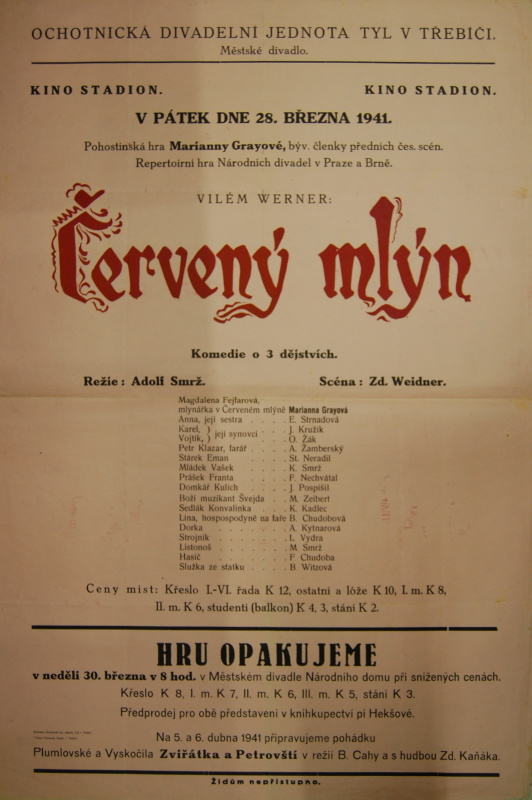 OCHOTNICKÁ DIVADELNÍ JEDNOTA TYL V TŘEBÍČI.
Městské divadlo.
KINO STADION. KINO STADION.
V PÁTEK DNE 28. BŘEZNA 1941.
Pohostinská hra Marianny Grayové, býv. členky předních čes. scén.
Repertoirní hra Národních divadel v Praze a Brně.
VILÉM WERNER:
Červený mlýn
Komedie o 3 dějstvích.
Režie: Adolf Smrž. Scéna: Zd. Weidner.
Magdalena Fejfarová,
mlynářka v Červeném mlýně Marianna Grayová
Anna, její sestra . . . . E. Strnadová
Karel, ) její synovci . . J. Kružík
Vojtík, ) . . O. Žák
Petr Klazar, farář . . . . A. Žamberský
Stárek Eman . . . . St. Neradil
Mládek Vašek . . . . K. Smrž
Prášek Franta . . . . F. Nechvátal
Domkář Kulich . . . . J. Pospíšil
Boží muzikant Švejda . . M. Zeibert
Sedlák Konvalinka . . . K. Kadlec
Lina, hospospodyně na faře B. Chudobová
Dorka . . . . . . A. Kytnarová
Strojník . . . . . . L. Vydra
Listonoš . . . . . . M. Smrž
Hasič . . . . . . F. Chudoba
Služka ze statku . . . . B. Witzová
Ceny míst: Křeslo I.-VI. řada K 12, ostatní a lóže K 10, I. m. K 8,
II. m. K 6, studenti (balkon) K 4, 3, stání K 2.
HRU OPAKUJEME
v neděli 30. března v 8 hod. v Městském divadle Národního domu při snížených cenách.
Křeslo K 8, I. m. K 7, II. m. K 6, III. m. K 5, stání K 3.
Předprodej pro obě představení v knihkupectví pí Hekšové.
Na 5. a 6. dubna 1941 připravujeme pohádku
Plumlovské a Vyskočila Zvířátka a Petrovští v režii B. Cahy a s hudbou Zd. Kaňáka.
Židům nepřístupno.